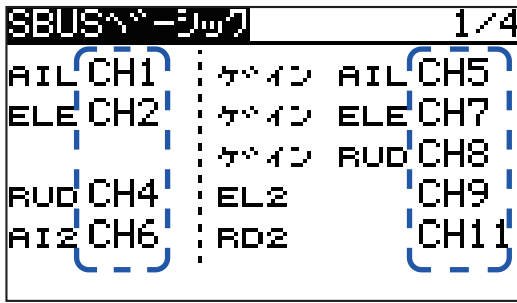 SBUSベーシック 1/4
AIL CH1 ゲイン AIL CH5
ELE CH2 ゲイン ELE CH7
ゲイン RUD CH8
RUD CH4 EL2 CH9
AI2 CH6 RD2 CH11